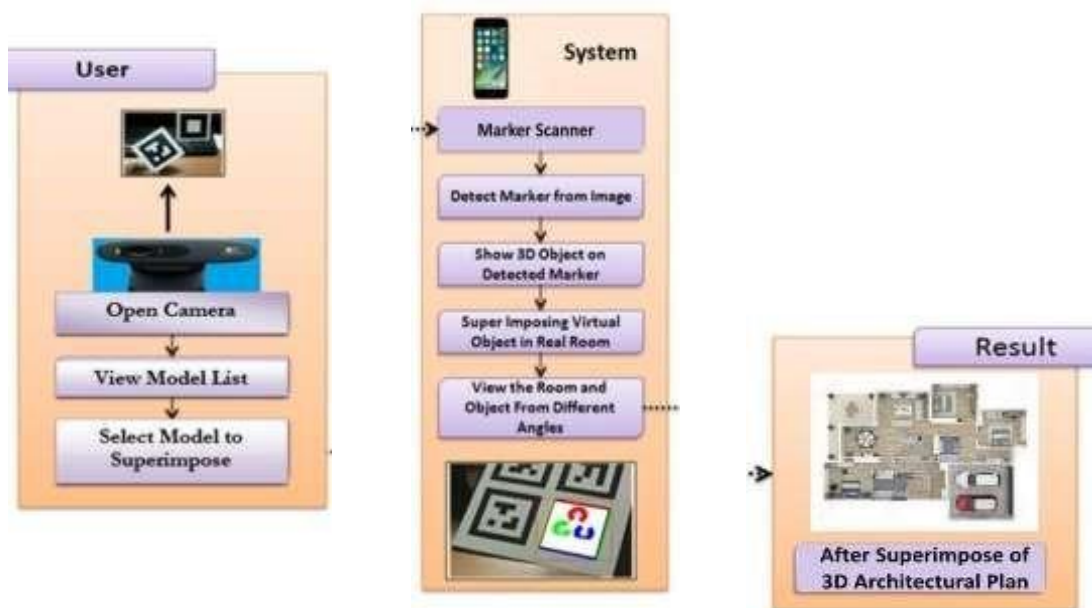 User
Open Camera
View Model List
Select Model to
Superimpose
System
Marker Scanner
Detect Marker from Image
Show 3D Object on
Detected Marker
Super Imposing Virtual
Object in Real Room
View the Room and
Object From Different
Angles
Result
After Superimpose of
3D Architectural Plan